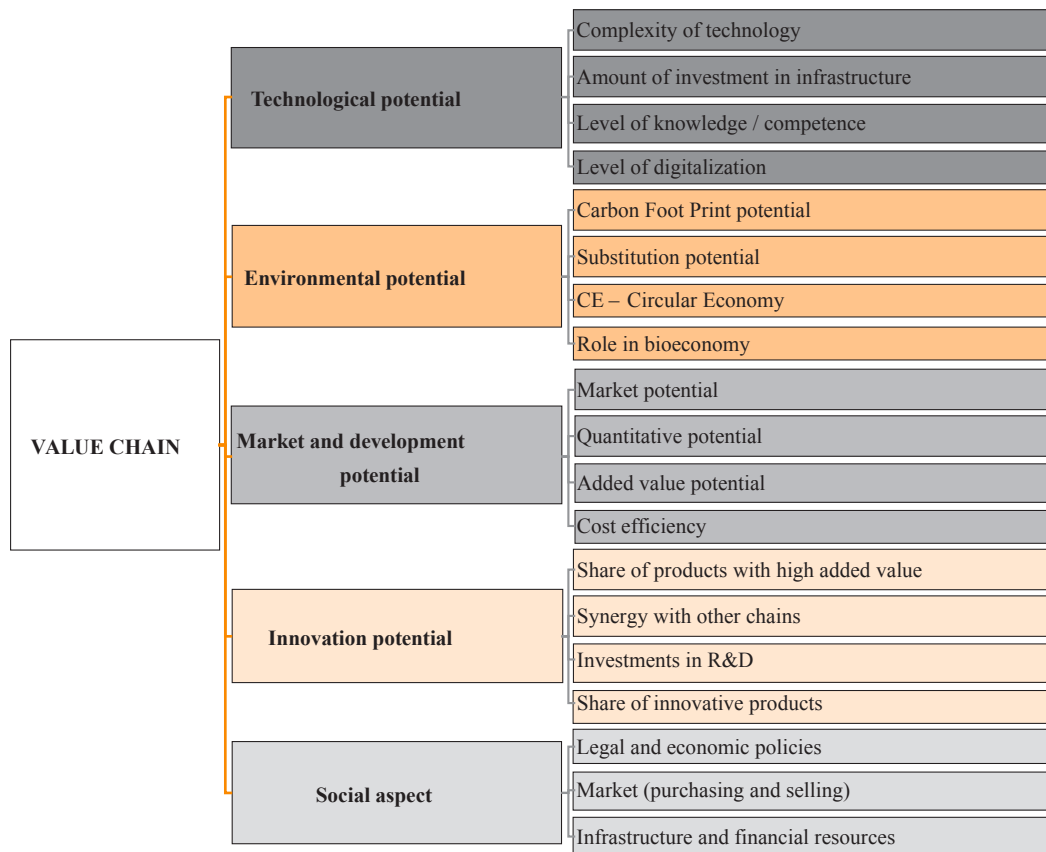 VALUE CHAIN
Technological potential
Complexity of technology
Amount of investment in infrastructure
Level of knowledge / competence
Level of digitalization
Environmental potential
Carbon Foot Print potential
Substitution potential
CE – Circular Economy
Role in bioeconomy
Market and development
potential
Market potential
Quantitative potential
Added value potential
Cost efficiency
Innovation potential
Share of products with high added value
Synergy with other chains
Investments in R&D
Share of innovative products
Social aspect
Legal and economic policies
Market (purchasing and selling)
Infrastructure and financial resources